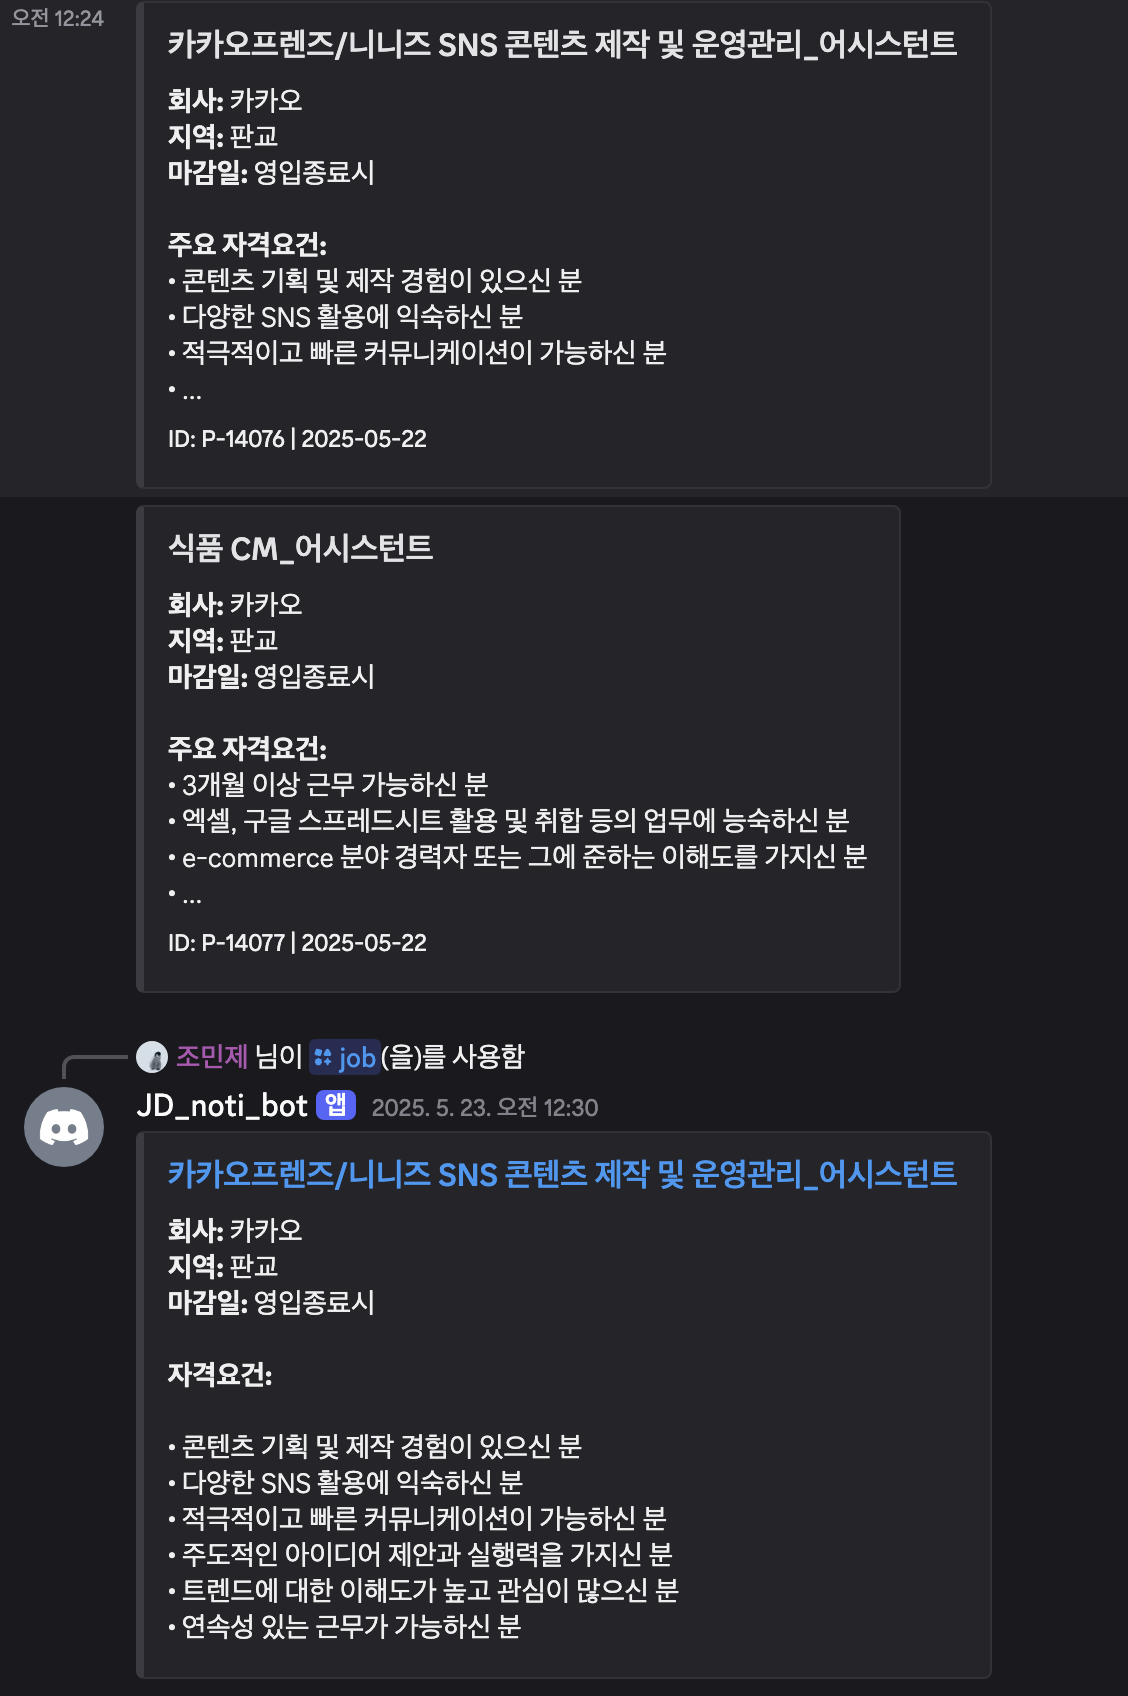 오전 12:24
카카오프렌즈/니니즈 SNS 콘텐츠 제작 및 운영관리_어시스턴트
회사: 카카오
지역: 판교
마감일: 영입종료시
주요 자격요건:
• 콘텐츠 기획 및 제작 경험이 있으신 분
• 다양한 SNS 활용에 익숙하신 분
• 적극적이고 빠른 커뮤니케이션이 가능하신 분
• ...
ID: P-14076 | 2025-05-22
식품 CM_어시스턴트
회사: 카카오
지역: 판교
마감일: 영입종료시
주요 자격요건:
• 3개월 이상 근무 가능하신 분
• 엑셀, 구글 스프레드시트 활용 및 취합 등의 업무에 능숙하신 분
• e-commerce 분야 경력자 또는 그에 준하는 이해도를 가지신 분
• ...
ID: P-14077 | 2025-05-22
조민제 님이 job(을)를 사용함
JD_noti_bot 앱 2025. 5. 23. 오전 12:30
카카오프렌즈/니니즈 SNS 콘텐츠 제작 및 운영관리_어시스턴트
회사: 카카오
지역: 판교
마감일: 영입종료시
자격요건:
• 콘텐츠 기획 및 제작 경험이 있으신 분
• 다양한 SNS 활용에 익숙하신 분
• 적극적이고 빠른 커뮤니케이션이 가능하신 분
• 주도적인 아이디어 제안과 실행력을 가지신 분
• 트렌드에 대한 이해도가 높고 관심이 많으신 분
• 연속성 있는 근무가 가능하신 분